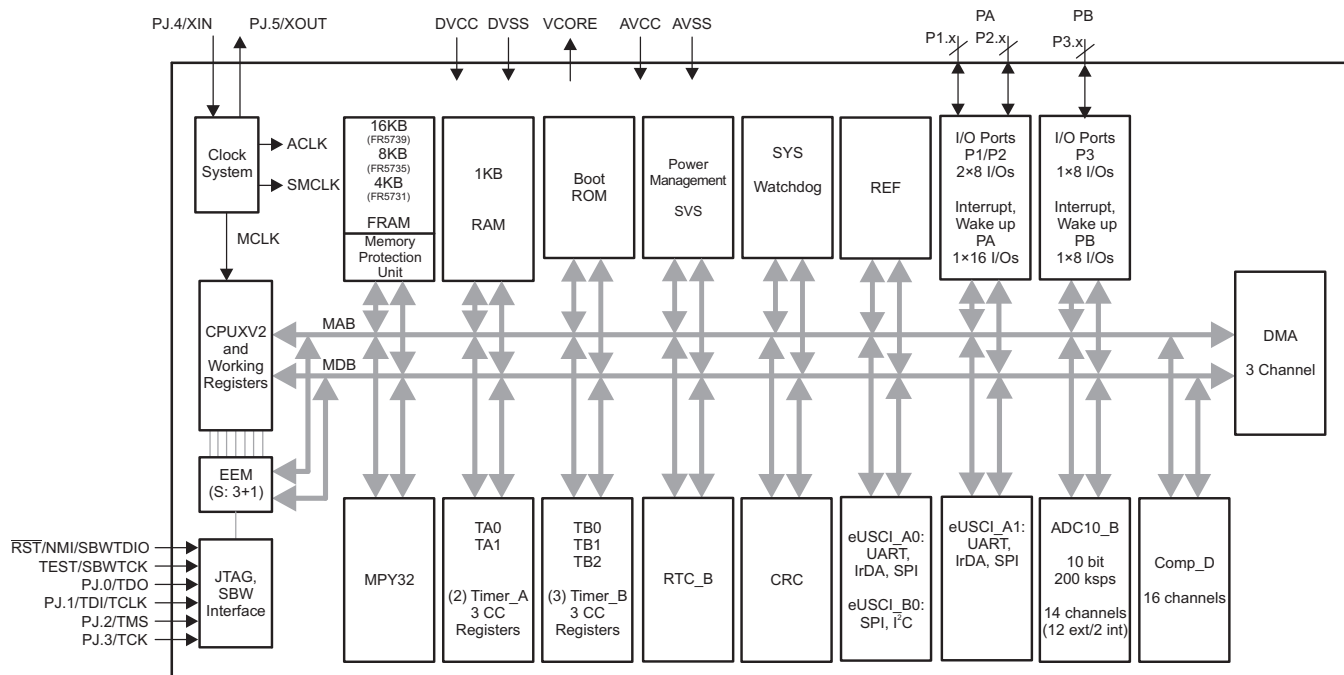 PJ.4/XIN
PJ.5/XOUT
DVCC
DVSS
VCORE
AVCC
AVSS
PA
P1.x
P2.x
PB
P3.x
Clock
System
ACLK
SMCLK
MCLK
16KB
(FR5739)
8KB
(FR5735)
4KB
(FR5731)
FRAM
Memory
Protection
Unit
1KB
RAM
Boot
ROM
Power
Management
SVS
SYS
Watchdog
REF
I/O Ports
P1/P2
2×8 I/Os
Interrupt,
Wake up
PA
1×16 I/Os
I/O Ports
P3
1×8 I/Os
Interrupt,
Wake up
PB
1×8 I/Os
CPUXV2
and
Working
Registers
MAB
MDB
DMA
3 Channel
EEM
(S: 3+1)
RST/NMI/SBWTDIO
TEST/SBWTCK
PJ.0/TDO
PJ.1/TDI/TCLK
PJ.2/TMS
PJ.3/TCK
JTAG,
SBW
Interface
MPY32
TA0
TA1
(2) Timer_A
3 CC
Registers
TB0
TB1
TB2
(3) Timer_B
3 CC
Registers
RTC_B
CRC
eUSCI_A0:
UART,
IrDA, SPI
eUSCI_B0:
SPI, I²C
eUSCI_A1:
UART,
IrDA, SPI
ADC10_B
10 bit
200 ksps
14 channels
(12 ext/2 int)
Comp_D
16 channels